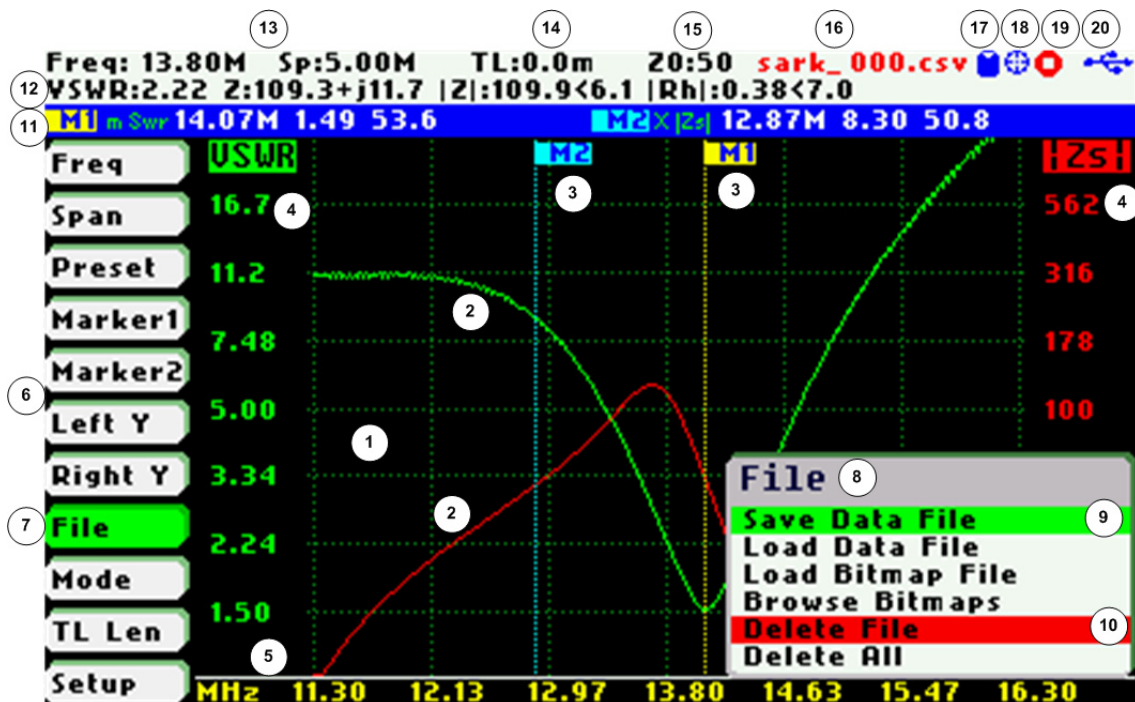 13 14 15 16 17 18 19 20
Freq: 13.80M Sp:5.00M TL:0.0m Z0:50 sark_000.csv
12 VSWR:2.22 Z:109.3+j11.7 |Z|:109.9<6.1 |Rh|:0.38<7.0
11 M1 m Swr 14.07M 1.49 53.6 M2 X |Zs| 12.87M 8.30 50.8
Freq VSWR M2 M1 |Zs|
3 3
Span 16.7 4 562 4
Preset 11.2 316
Marker1 2
7.48 178
Marker2
6 Left Y 5.00 100
1
Right Y 3.34 File 8
7 File 2 Save Data File 9
2.24 Load Data File
Mode Load Bitmap File
1.50 Browse Bitmaps
TL Len Delete File 10
5 Delete All
Setup MHz 11.30 12.13 12.97 13.80 14.63 15.47 16.30